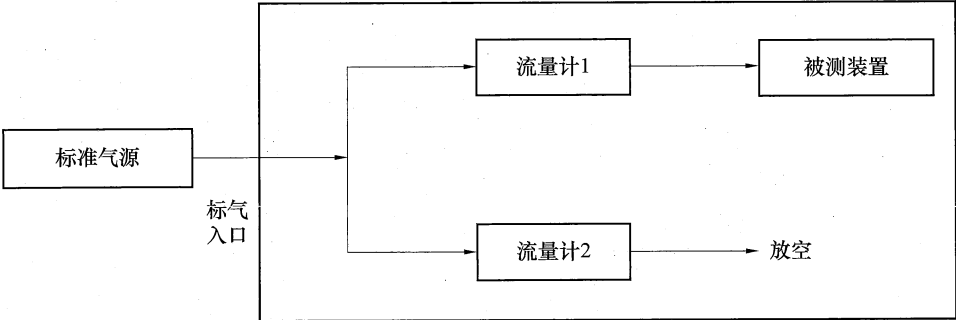 流量计1
被测装置
标准气源
标气
入口
流量计2
放空